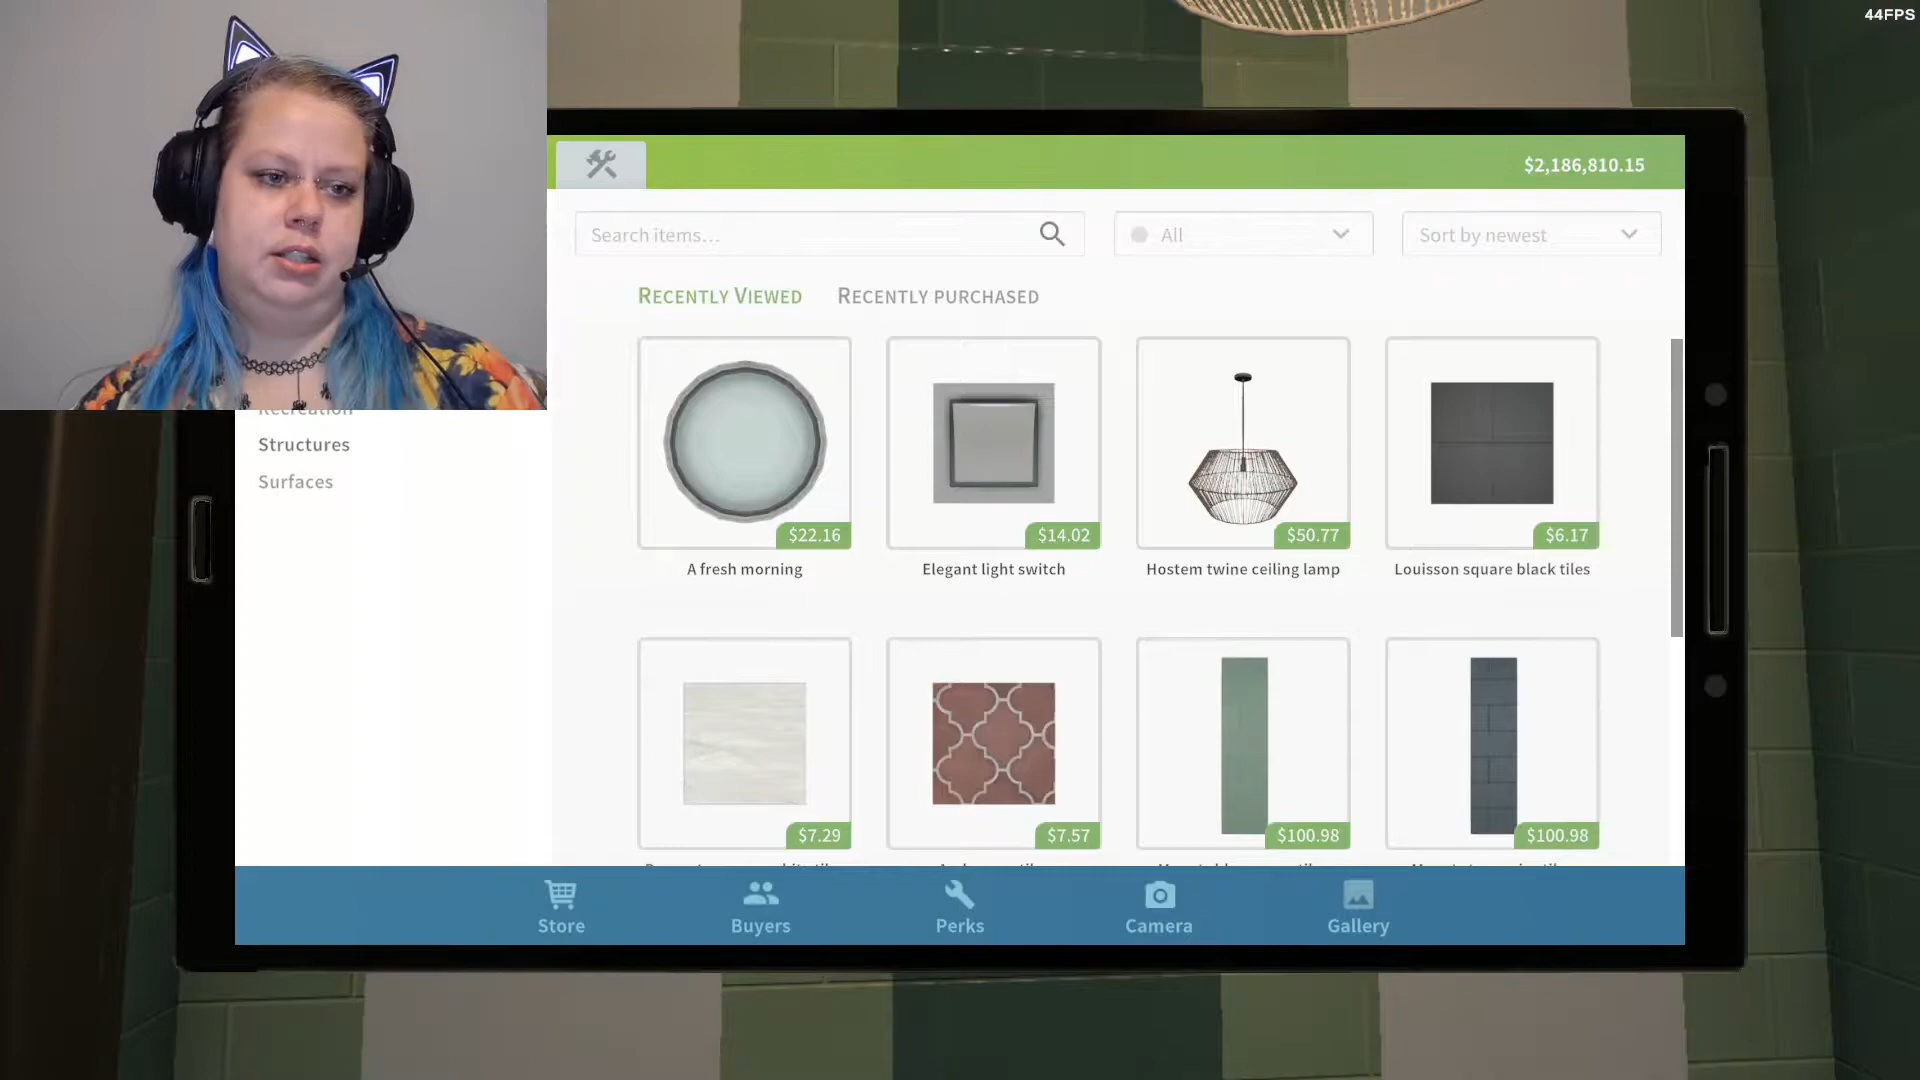 44FPS
$2,186,810.15
Search items...
All
Sort by newest
RECENTLY VIEWED
RECENTLY PURCHASED
Recreation
Structures
Surfaces
$22.16
$14.02
$50.77
$6.17
A fresh morning
Elegant light switch
Hostem twine ceiling lamp
Louisson square black tiles
$7.29
$7.57
$100.98
$100.98
Store
Buyers
Perks
Camera
Gallery